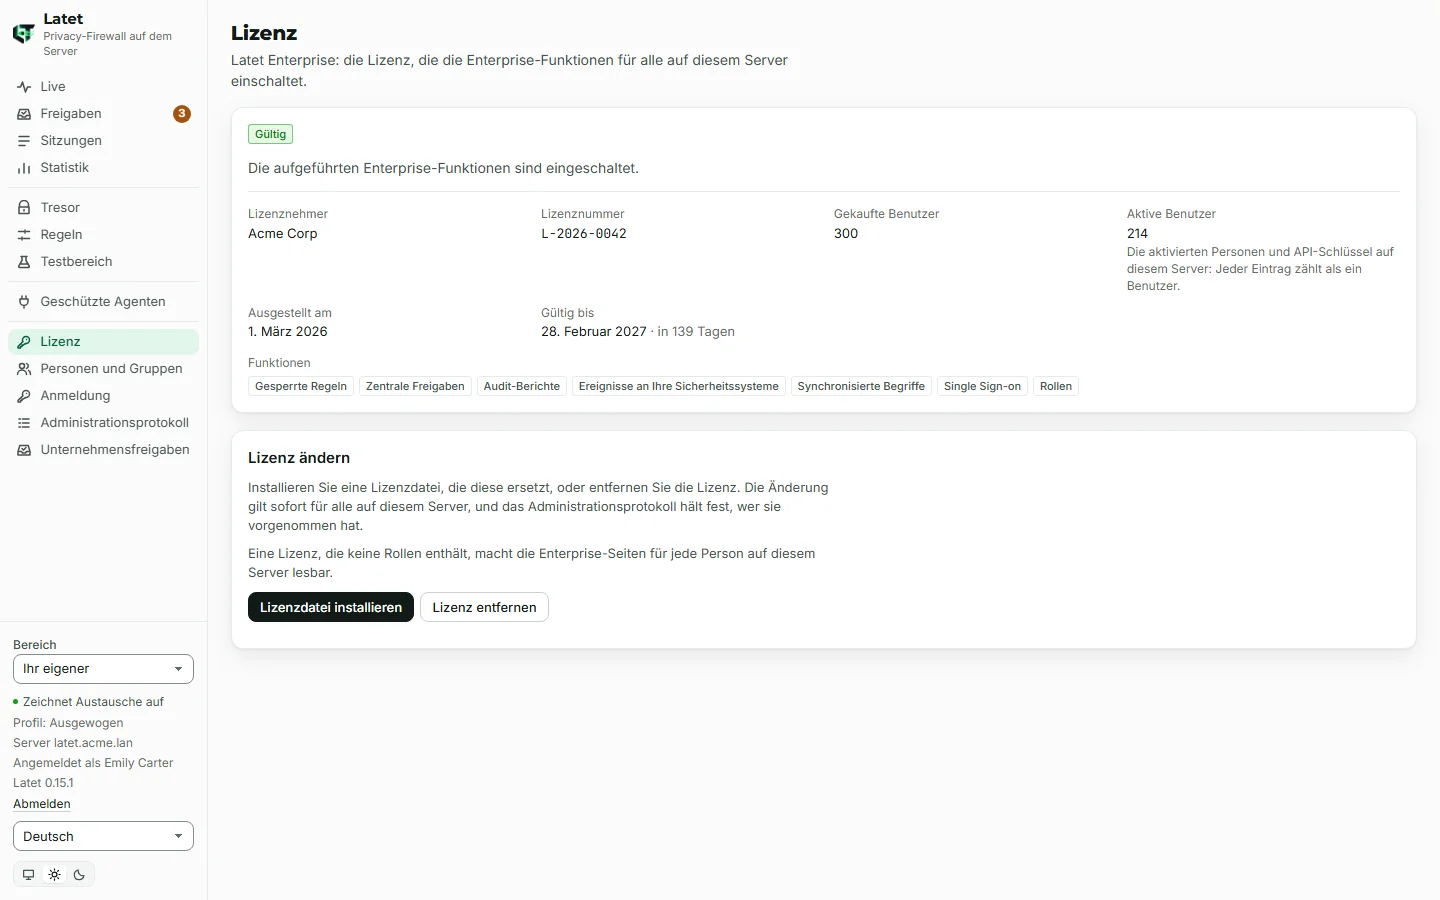 Latet
Privacy-Firewall auf dem
Server
Live
Freigaben
3
Sitzungen
Statistik
Tresor
Regeln
Testbereich
Geschützte Agenten
Lizenz
Personen und Gruppen
Anmeldung
Administrationsprotokoll
Unternehmensfreigaben
Bereich
Ihr eigener
Zeichnet Austausche auf
Profil: Ausgewogen
Server latet.acme.lan
Angemeldet als Emily Carter
Latet 0.15.1
Abmelden
Deutsch
Lizenz
Latet Enterprise: die Lizenz, die die Enterprise-Funktionen für alle auf diesem Server
einschaltet.
Gültig
Die aufgeführten Enterprise-Funktionen sind eingeschaltet.
Lizenznehmer
Acme Corp
Lizenznummer
L-2026-0042
Gekaufte Benutzer
300
Aktive Benutzer
214
Die aktivierten Personen und API-Schlüssel auf
diesem Server: Jeder Eintrag zählt als ein
Benutzer.
Ausgestellt am
1. März 2026
Gültig bis
28. Februar 2027 · in 139 Tagen
Funktionen
Gesperrte Regeln
Zentrale Freigaben
Audit-Berichte
Ereignisse an Ihre Sicherheitssysteme
Synchronisierte Begriffe
Single Sign-on
Rollen
Lizenz ändern
Installieren Sie eine Lizenzdatei, die diese ersetzt, oder entfernen Sie die Lizenz. Die Änderung
gilt sofort für alle auf diesem Server, und das Administrationsprotokoll hält fest, wer sie
vorgenommen hat.
Eine Lizenz, die keine Rollen enthält, macht die Enterprise-Seiten für jede Person auf diesem
Server lesbar.
Lizenzdatei installieren
Lizenz entfernen